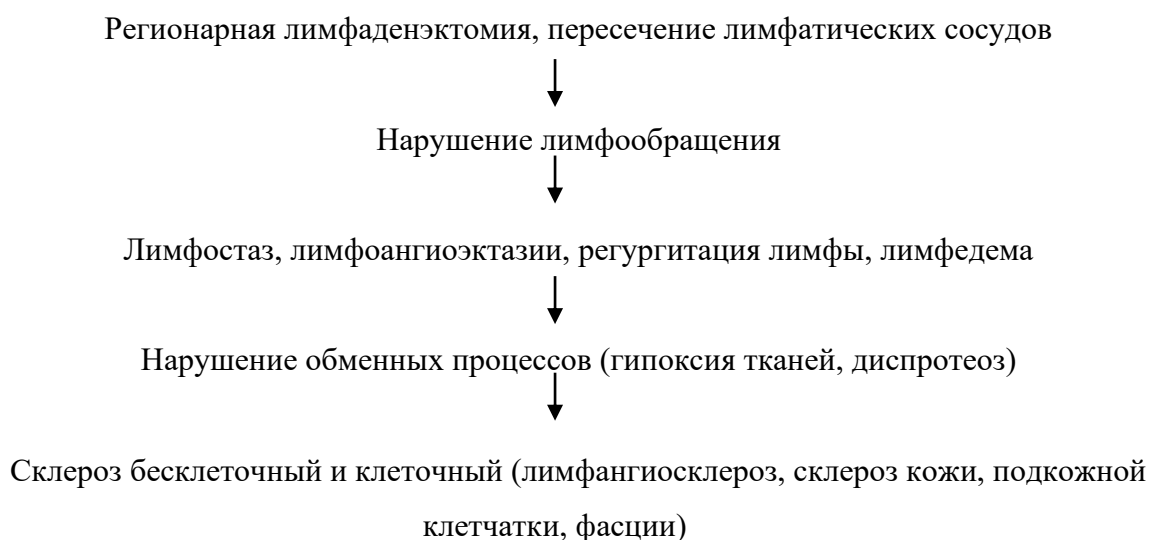 Регионарная лимфаденэктомия, пересечение лимфатических сосудов
Нарушение лимфообращения
Лимфостаз, лимфоангиоэктазии, регургитация лимфы, лимфедема
Нарушение обменных процессов (гипоксия тканей, диспротеоз)
Склероз бесклеточный и клеточный (лимфангиосклероз, склероз кожи, подкожной
клетчатки, фасции)